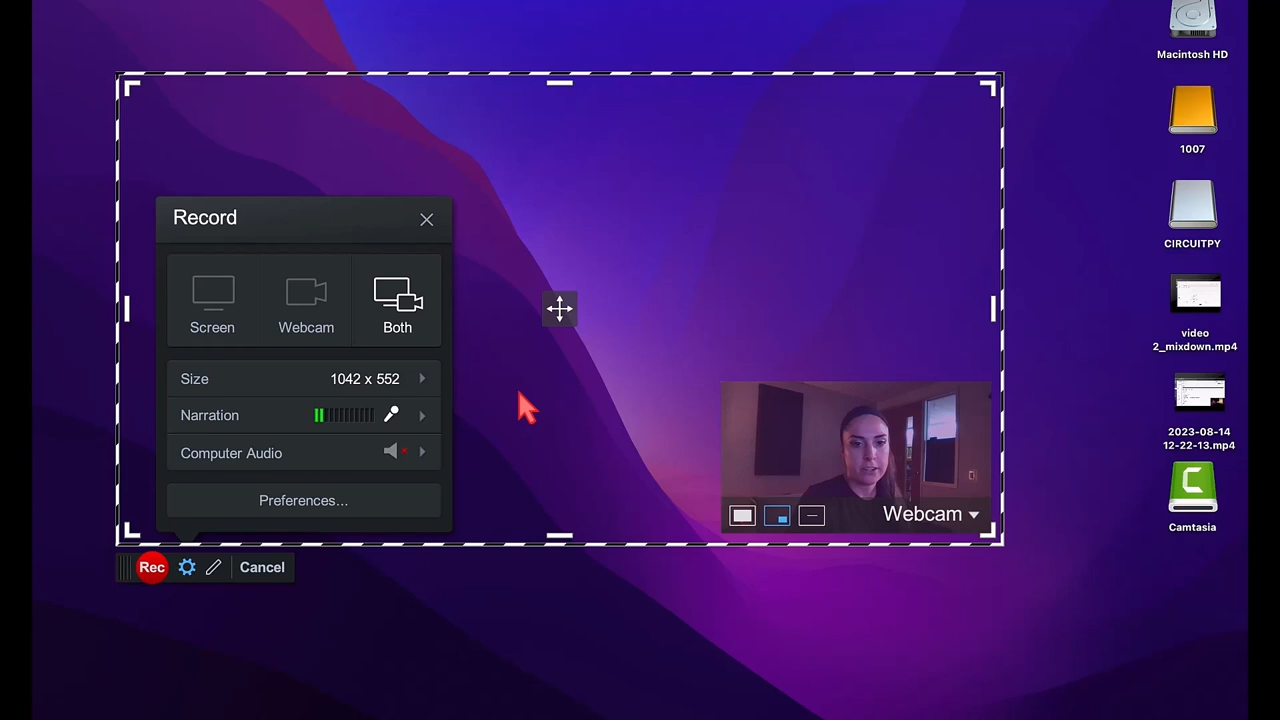 Macintosh HD
1007
CIRCUITPY
video
2_mixdown.mp4
2023-08-14
12-22-13.mp4
C
Camtasia
Record
Screen
Webcam
Both
Size 1042 x 552
Narration
Computer Audio
Preferences...
Webcam
Rec
Cancel